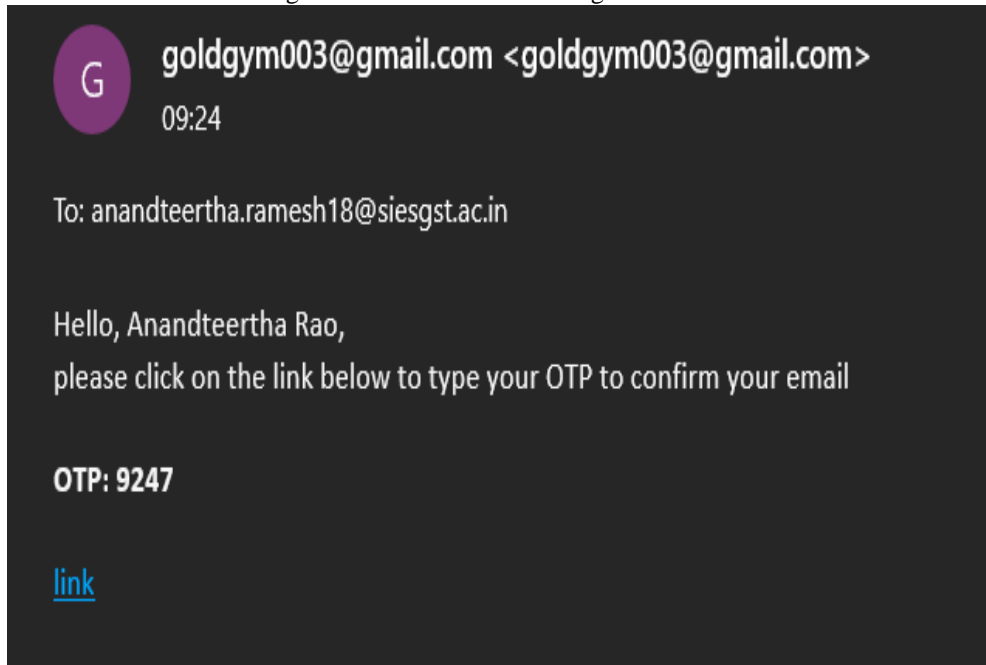 G
goldgym003@gmail.com <goldgym003@gmail.com>
09:24
To: anandteertha.ramesh18@siesgst.ac.in
Hello, Anandteertha Rao,
please click on the link below to type your OTP to confirm your email
OTP: 9247
link